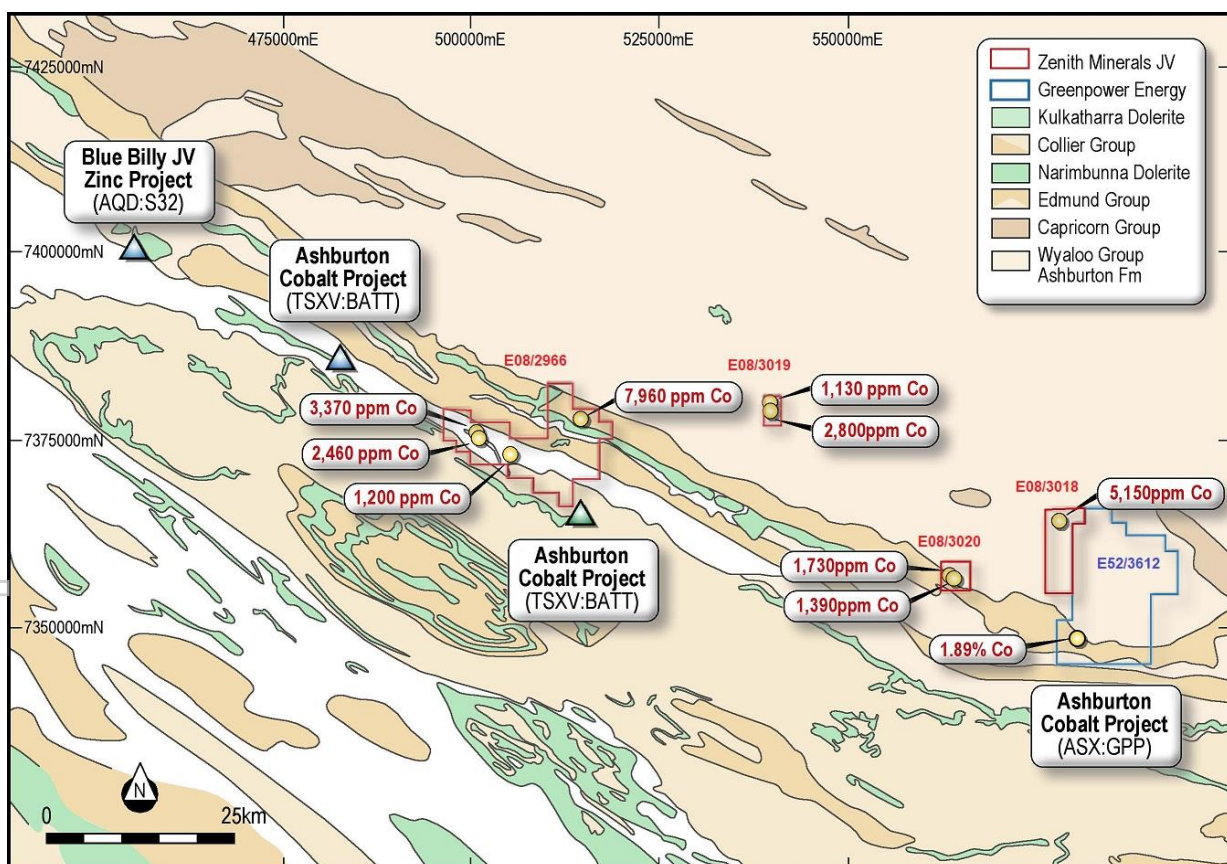 475000mE
500000mE
525000mE
550000mE
7425000mN
7400000mN
7375000mN
7350000mN
Zenith Minerals JV
Greenpower Energy
Kulkatharra Dolerite
Collier Group
Narimbunna Dolerite
Edmund Group
Capricorn Group
Wyaloo Group
Ashburton Fm
Blue Billy JV
Zinc Project
(AQD:S32)
Ashburton
Cobalt Project
(TSXV:BATT)
E08/2966
E08/3019
3,370 ppm Co
7,960 ppm Co
1,130 ppm Co
2,800ppm Co
2,460 ppm Co
1,200 ppm Co
E08/3018
5,150ppm Co
Ashburton
Cobalt Project
(TSXV:BATT)
E08/3020
E52/3612
1,730ppm Co
1,390ppm Co
1.89% Co
Ashburton
Cobalt Project
(ASX:GPP)
N
0
25km